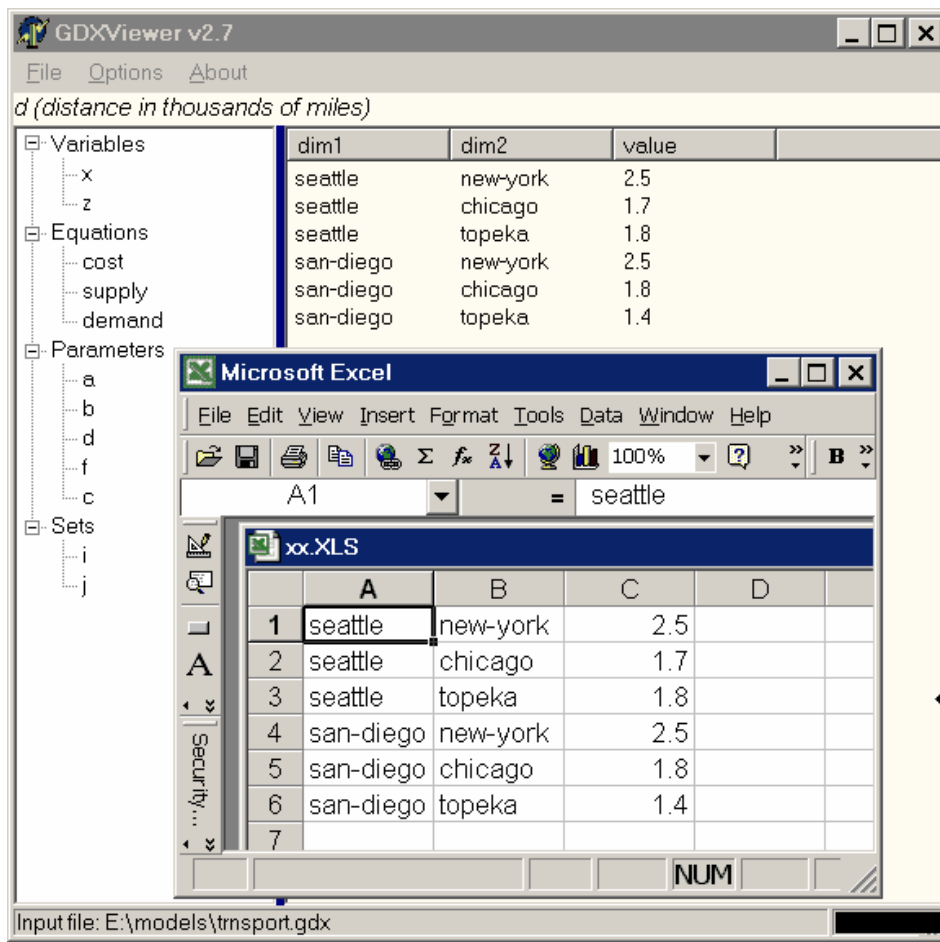 GDXViewer v2.7
File Options About
d (distance in thousands of miles)
Variables
x
z
Equations
cost
supply
demand
Parameters
a
b
d
f
c
Sets
i
j
dim1 dim2 value
seattle new-york 2.5
seattle chicago 1.7
seattle topeka 1.8
san-diego new-york 2.5
san-diego chicago 1.8
san-diego topeka 1.4
Microsoft Excel
File Edit View Insert Format Tools Data Window Help
Σ fx Z A 100% ? » B »
A1 = seattle
A
Security...
xx.XLS
A B C D
1 seattle new-york 2.5
2 seattle chicago 1.7
3 seattle topeka 1.8
4 san-diego new-york 2.5
5 san-diego chicago 1.8
6 san-diego topeka 1.4
7
NUM
Input file: E:\models\trnsport.gdx